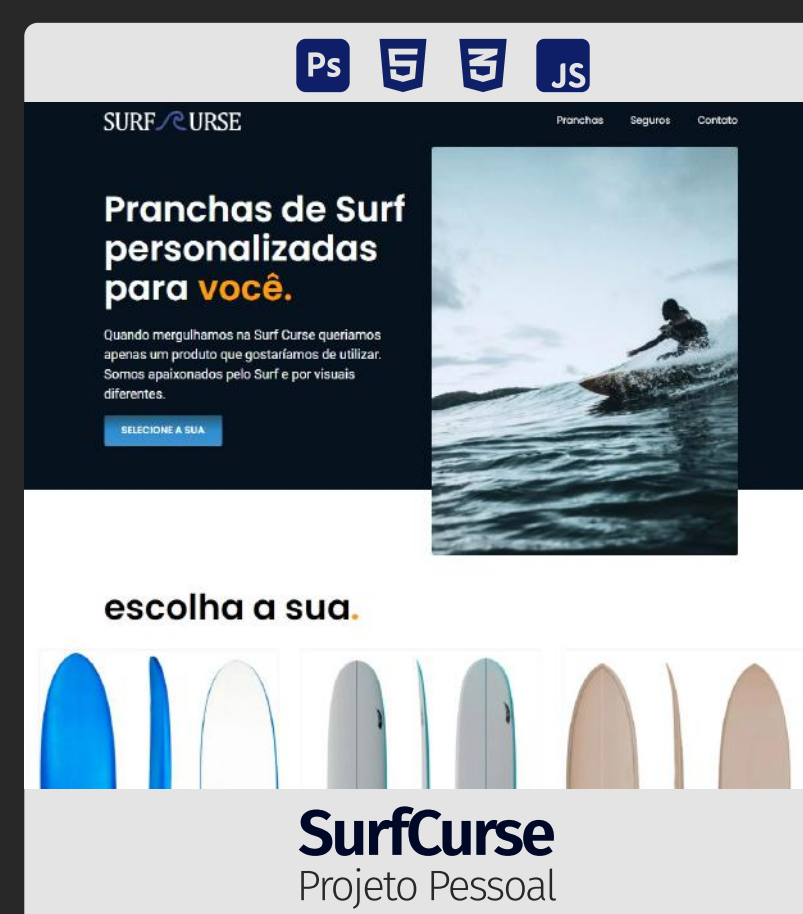 Ps 5 3 JS
SURF URSE
Pranchas Seguros Contato
Pranchas de Surf
personalizadas
para você.
Quando mergulhamos na Surf Curse queriamos
apenas um produto que gostaríamos de utilizar.
Somos apaixonados pelo Surf e por visuais
diferentes.
SELECIONE A SUA
escolha a sua.
SurfCurse
Projeto Pessoal